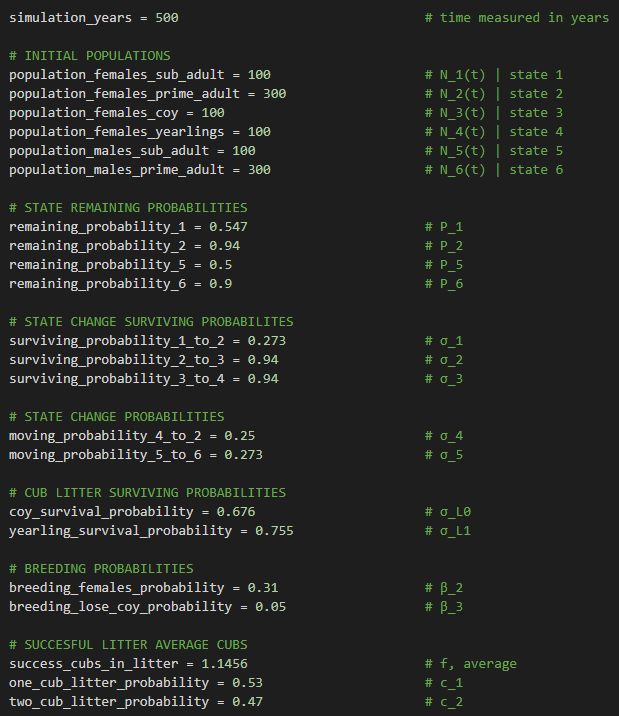 simulation_years = 500 # time measured in years
# INITIAL POPULATIONS
population_females_sub_adult = 100 # N_1(t) | state 1
population_females_prime_adult = 300 # N_2(t) | state 2
population_females_coy = 100 # N_3(t) | state 3
population_females_yearlings = 100 # N_4(t) | state 4
population_males_sub_adult = 100 # N_5(t) | state 5
population_males_prime_adult = 300 # N_6(t) | state 6
# STATE REMAINING PROBABILITIES
remaining_probability_1 = 0.547 # P_1
remaining_probability_2 = 0.94 # P_2
remaining_probability_5 = 0.5 # P_5
remaining_probability_6 = 0.9 # P_6
# STATE CHANGE SURVIVING PROBABILITES
surviving_probability_1_to_2 = 0.273 # σ_1
surviving_probability_2_to_3 = 0.94 # σ_2
surviving_probability_3_to_4 = 0.94 # σ_3
# STATE CHANGE PROBABILITIES
moving_probability_4_to_2 = 0.25 # σ_4
moving_probability_5_to_6 = 0.273 # σ_5
# CUB LITTER SURVIVING PROBABILITIES
coy_survival_probability = 0.676 # σ_L0
yearling_survival_probability = 0.755 # σ_L1
# BREEDING PROBABILITIES
breeding_females_probability = 0.31 # β_2
breeding_lose_coy_probability = 0.05 # β_3
# SUCCESFUL LITTER AVERAGE CUBS
success_cubs_in_litter = 1.1456 # f, average
one_cub_litter_probability = 0.53 # c_1
two_cub_litter_probability = 0.47 # c_2